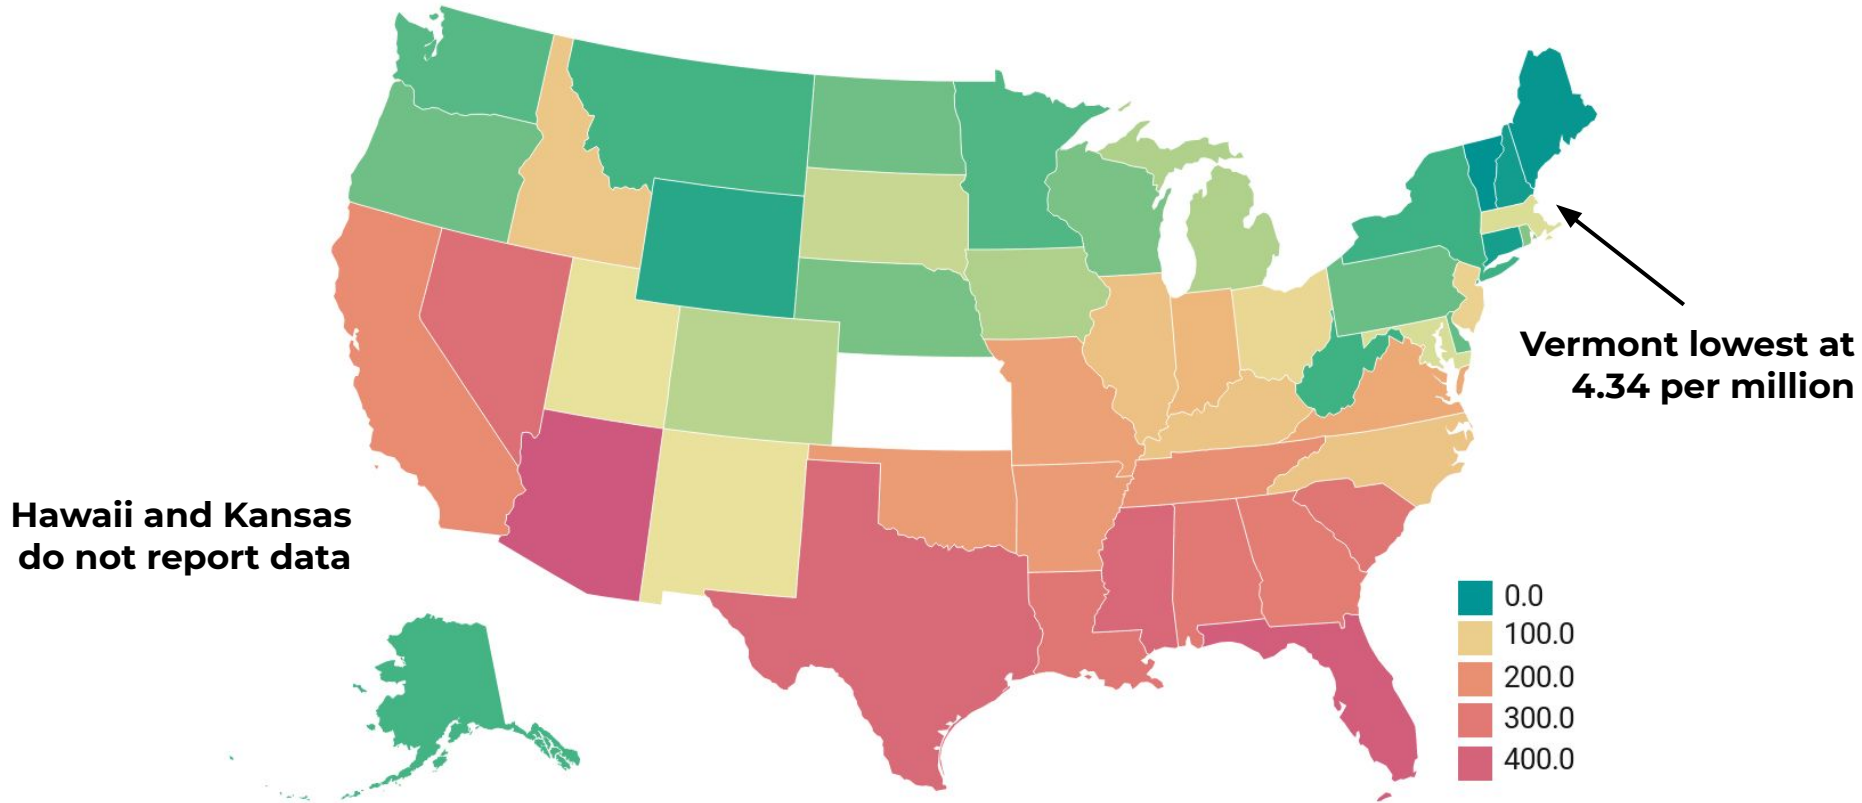 Vermont lowest at
4.34 per million
Hawaii and Kansas
do not report data
0.0
100.0
200.0
300.0
400.0